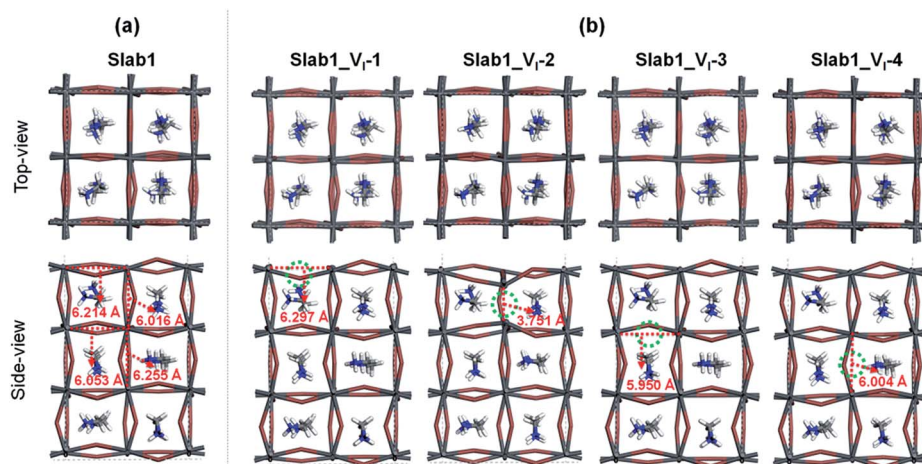 (a)
(b)
Slab1
Slab1_VI-1
Slab1_VI-2
Slab1_VI-3
Slab1_VI-4
Top-view
Side-view
6.214 Å
6.016 Å
6.053 Å
6.255 Å
6.297 Å
3.751 Å
5.950 Å
6.004 Å